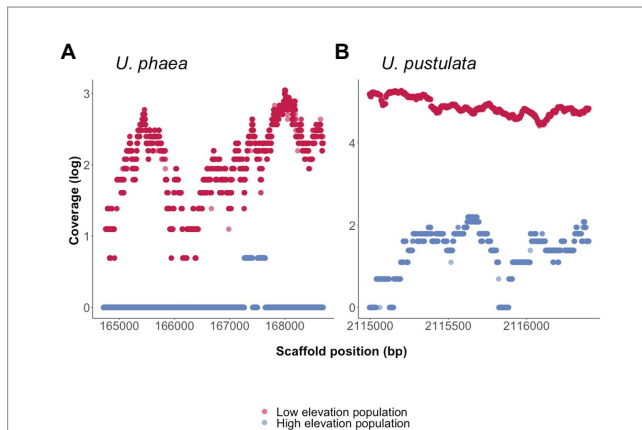 A
U. phaea
B
U. pustulata
Coverage (log)
3
2
1
0
165000
166000
167000
168000
4
2
0
2115000
2115500
2116000
Scaffold position (bp)
Low elevation population
High elevation population